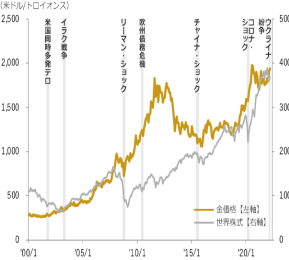 (米ドル/トロイオンス)
2,500
2,000
1,500
1,000
500
0
500
400
300
200
100
0
米国同時多発テロ
イラク戦争
リーマン・ショック
欧州債務危機
チャイナ・ショック
コロナ・ショック
ウクライナ紛争
金価格【左軸】
世界株式【右軸】
'00/1
'05/1
'10/1
'15/1
'20/1